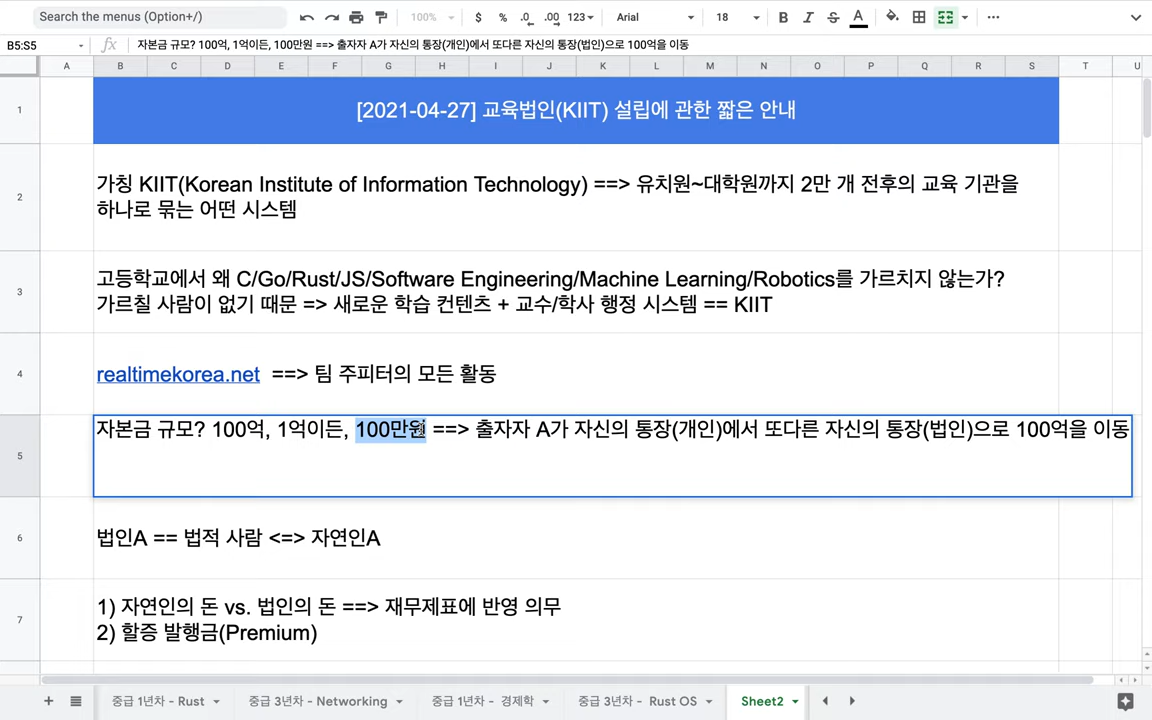 Search the menus (Option+/)
100%
$ % .0 .00 123
Arial
18
B I S A
B5:S5
fx 자본금 규모? 100억, 1억이든, 100만원 ==> 출자자 A가 자신의 통장(개인)에서 또다른 자신의 통장(법인)으로 100억을 이동
A B C D E F G H I J K L M N O P Q R S T U
1
[2021-04-27] 교육법인(KIIT) 설립에 관한 짧은 안내
2
가칭 KIIT(Korean Institute of Information Technology) ==> 유치원~대학원까지 2만 개 전후의 교육 기관을
하나로 묶는 어떤 시스템
3
고등학교에서 왜 C/Go/Rust/JS/Software Engineering/Machine Learning/Robotics를 가르치지 않는가?
가르칠 사람이 없기 때문 => 새로운 학습 컨텐츠 + 교수/학사 행정 시스템 == KIIT
4
realtimekorea.net ==> 팀 주피터의 모든 활동
자본금 규모? 100억, 1억이든, 100만원 ==> 출자자 A가 자신의 통장(개인)에서 또다른 자신의 통장(법인)으로 100억을 이동
5
6
법인A == 법적 사람 <=> 자연인A
7
1) 자연인의 돈 vs. 법인의 돈 ==> 재무제표에 반영 의무
2) 할증 발행금(Premium)
중급 1년차 - Rust
중급 3년차 - Networking
중급 1년차 - 경제학
중급 3년차 - Rust OS
Sheet2